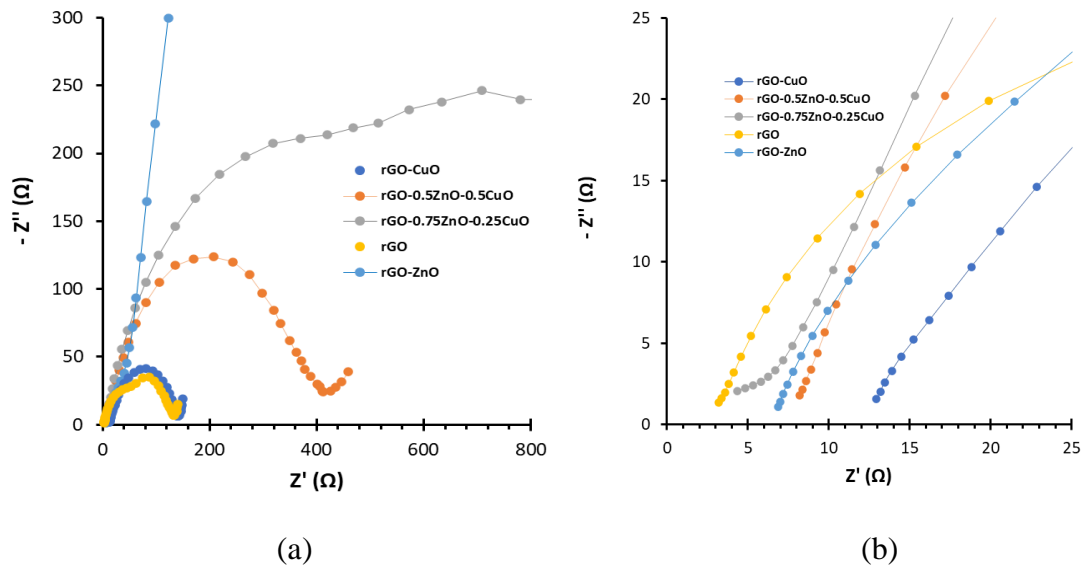 300
250
200
150
100
50
0
- Z'' (Ω)
rGO-CuO
rGO-0.5ZnO-0.5CuO
rGO-0.75ZnO-0.25CuO
rGO
rGO-ZnO
0 200 400 600 800
Z' (Ω)
(a)
25
20
15
10
5
0
- Z'' (Ω)
rGO-CuO
rGO-0.5ZnO-0.5CuO
rGO-0.75ZnO-0.25CuO
rGO
rGO-ZnO
0 5 10 15 20 25
Z' (Ω)
(b)